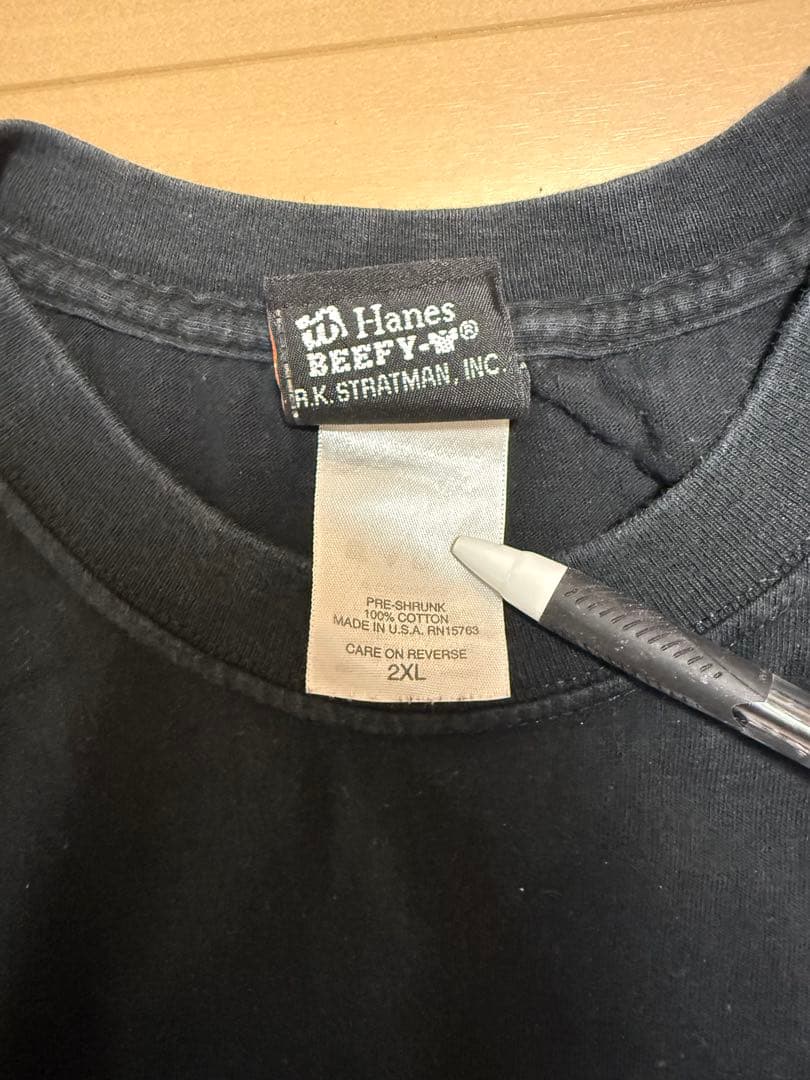 Hanes
BEEFY-T®
R.K. STRATMAN, INC.
PRE-SHRUNK
100% COTTON
MADE IN U.S.A. RN15763
CARE ON REVERSE
2XL